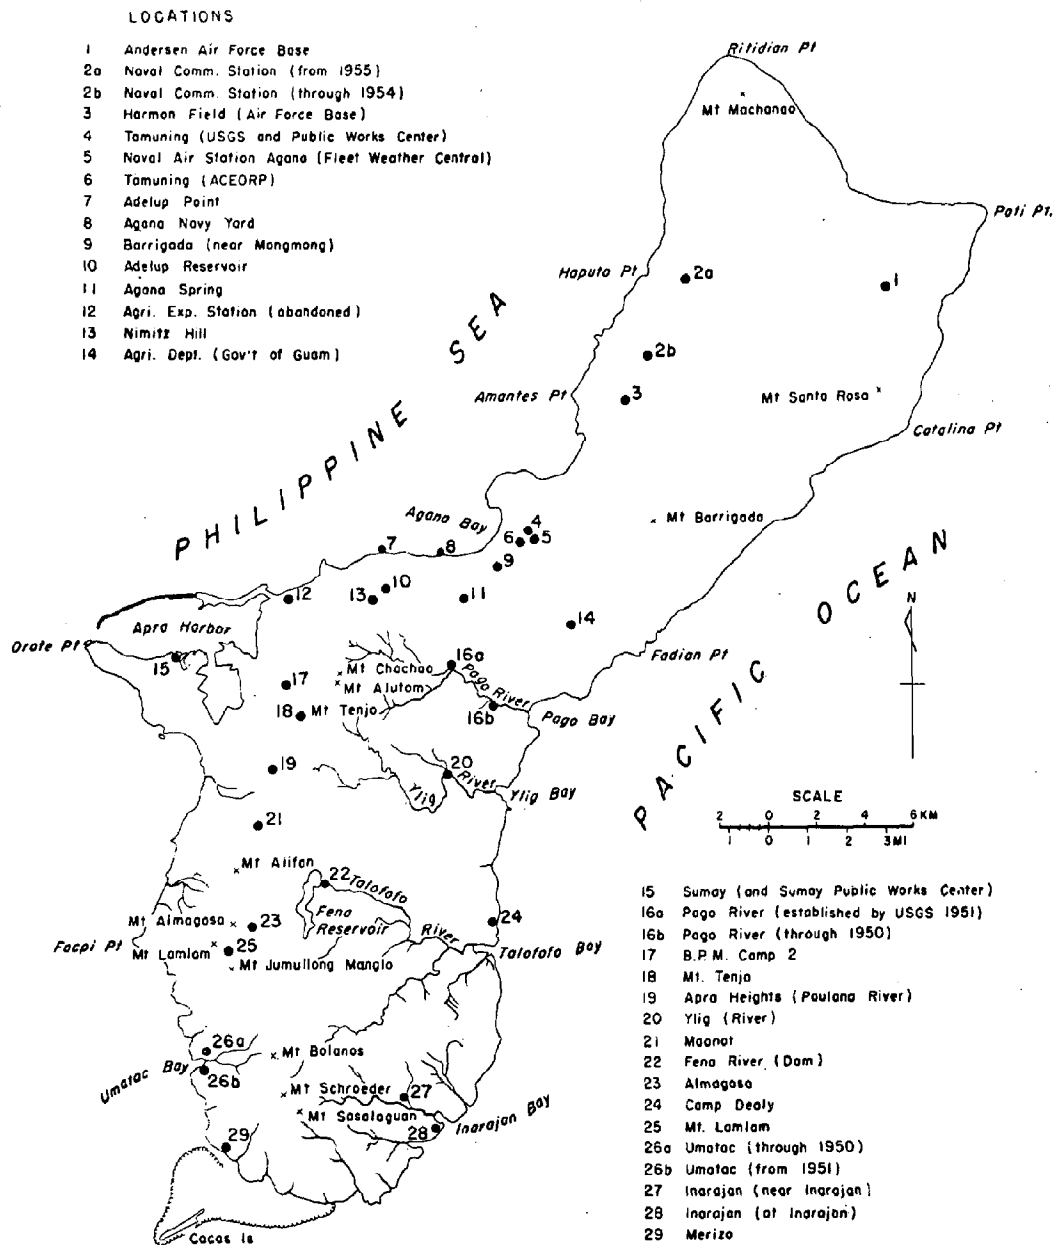 LOCATIONS
1 Andersen Air Force Base
2a Naval Comm. Station (from 1955)
2b Naval Comm. Station (through 1954)
3 Harmon Field (Air Force Base)
4 Tamuning (USGS and Public Works Center)
5 Naval Air Station Agana (Fleet Weather Central)
6 Tamuning (ACEORP)
7 Adelup Point
8 Agana Navy Yard
9 Barrigada (near Mongmong)
10 Adelup Reservoir
11 Agana Spring
12 Agri. Exp. Station (abandoned)
13 Nimitz Hill
14 Agri. Dept. (Gov't of Guam)
Ritidian Pt
Mt Machanao
Pati Pt.
Haputo Pt
2a
1
2b
Amantes Pt
3
Mt Santa Rosa
Catalina Pt
PHILIPPINE SEA
Agana Bay
4
Mt Barrigada
6
5
7
8
9
10
12
13
11
14
PACIFIC OCEAN
N
Apra Harbor
Orote Pt
15
16a
Fadian Pt
Mt Chachao
17
Mt Alutom
Pago River
18
Mt Tenjo
16b
Pago Bay
19
20
Ylig River
Ylig Bay
SCALE
2 0 2 4 6 KM
1 0 1 2 3 MI
21
Mt Alifan
22
Talofofo River
Fena
Reservoir
Mt Almagosa
23
24
Facpi Pt
Mt Lamlam
25
Talofofo Bay
Mt Jumullong Manglo
26a
Mt Bolanos
Umatac Bay
26b
Mt Schroeder
27
Mt Sasalaguan
28
Inarajan Bay
29
Cocos Is
15 Sumay (and Sumay Public Works Center)
16a Pago River (established by USGS 1951)
16b Pago River (through 1950)
17 B.P.M. Camp 2
18 Mt. Tenjo
19 Apra Heights (Paulana River)
20 Ylig (River)
21 Maanot
22 Fena River (Dam)
23 Almagosa
24 Camp Dealy
25 Mt. Lamlam
26a Umatac (through 1950)
26b Umatac (from 1951)
27 Inarajan (near Inarajan)
28 Inarajan (at Inarajan)
29 Merizo